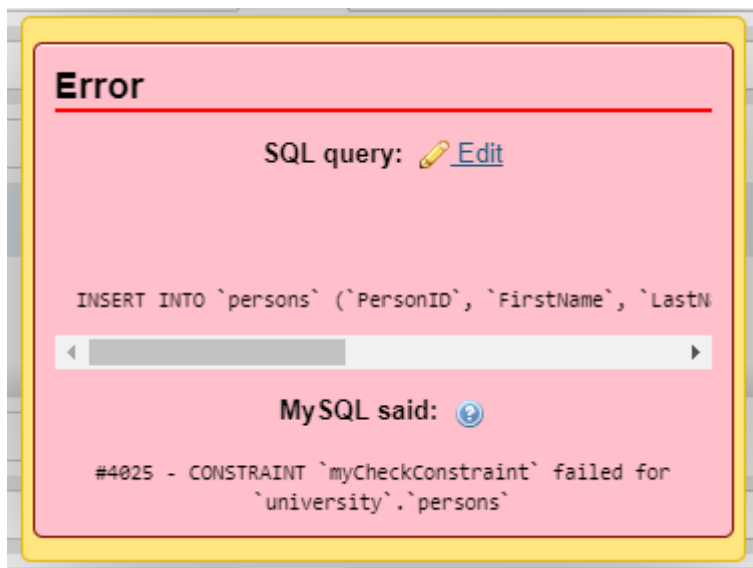 Error
SQL query: Edit
INSERT INTO `persons` (`PersonID`, `FirstName`, `LastN
MySQL said:
#4025 - CONSTRAINT `myCheckConstraint` failed for
`university`.`persons`